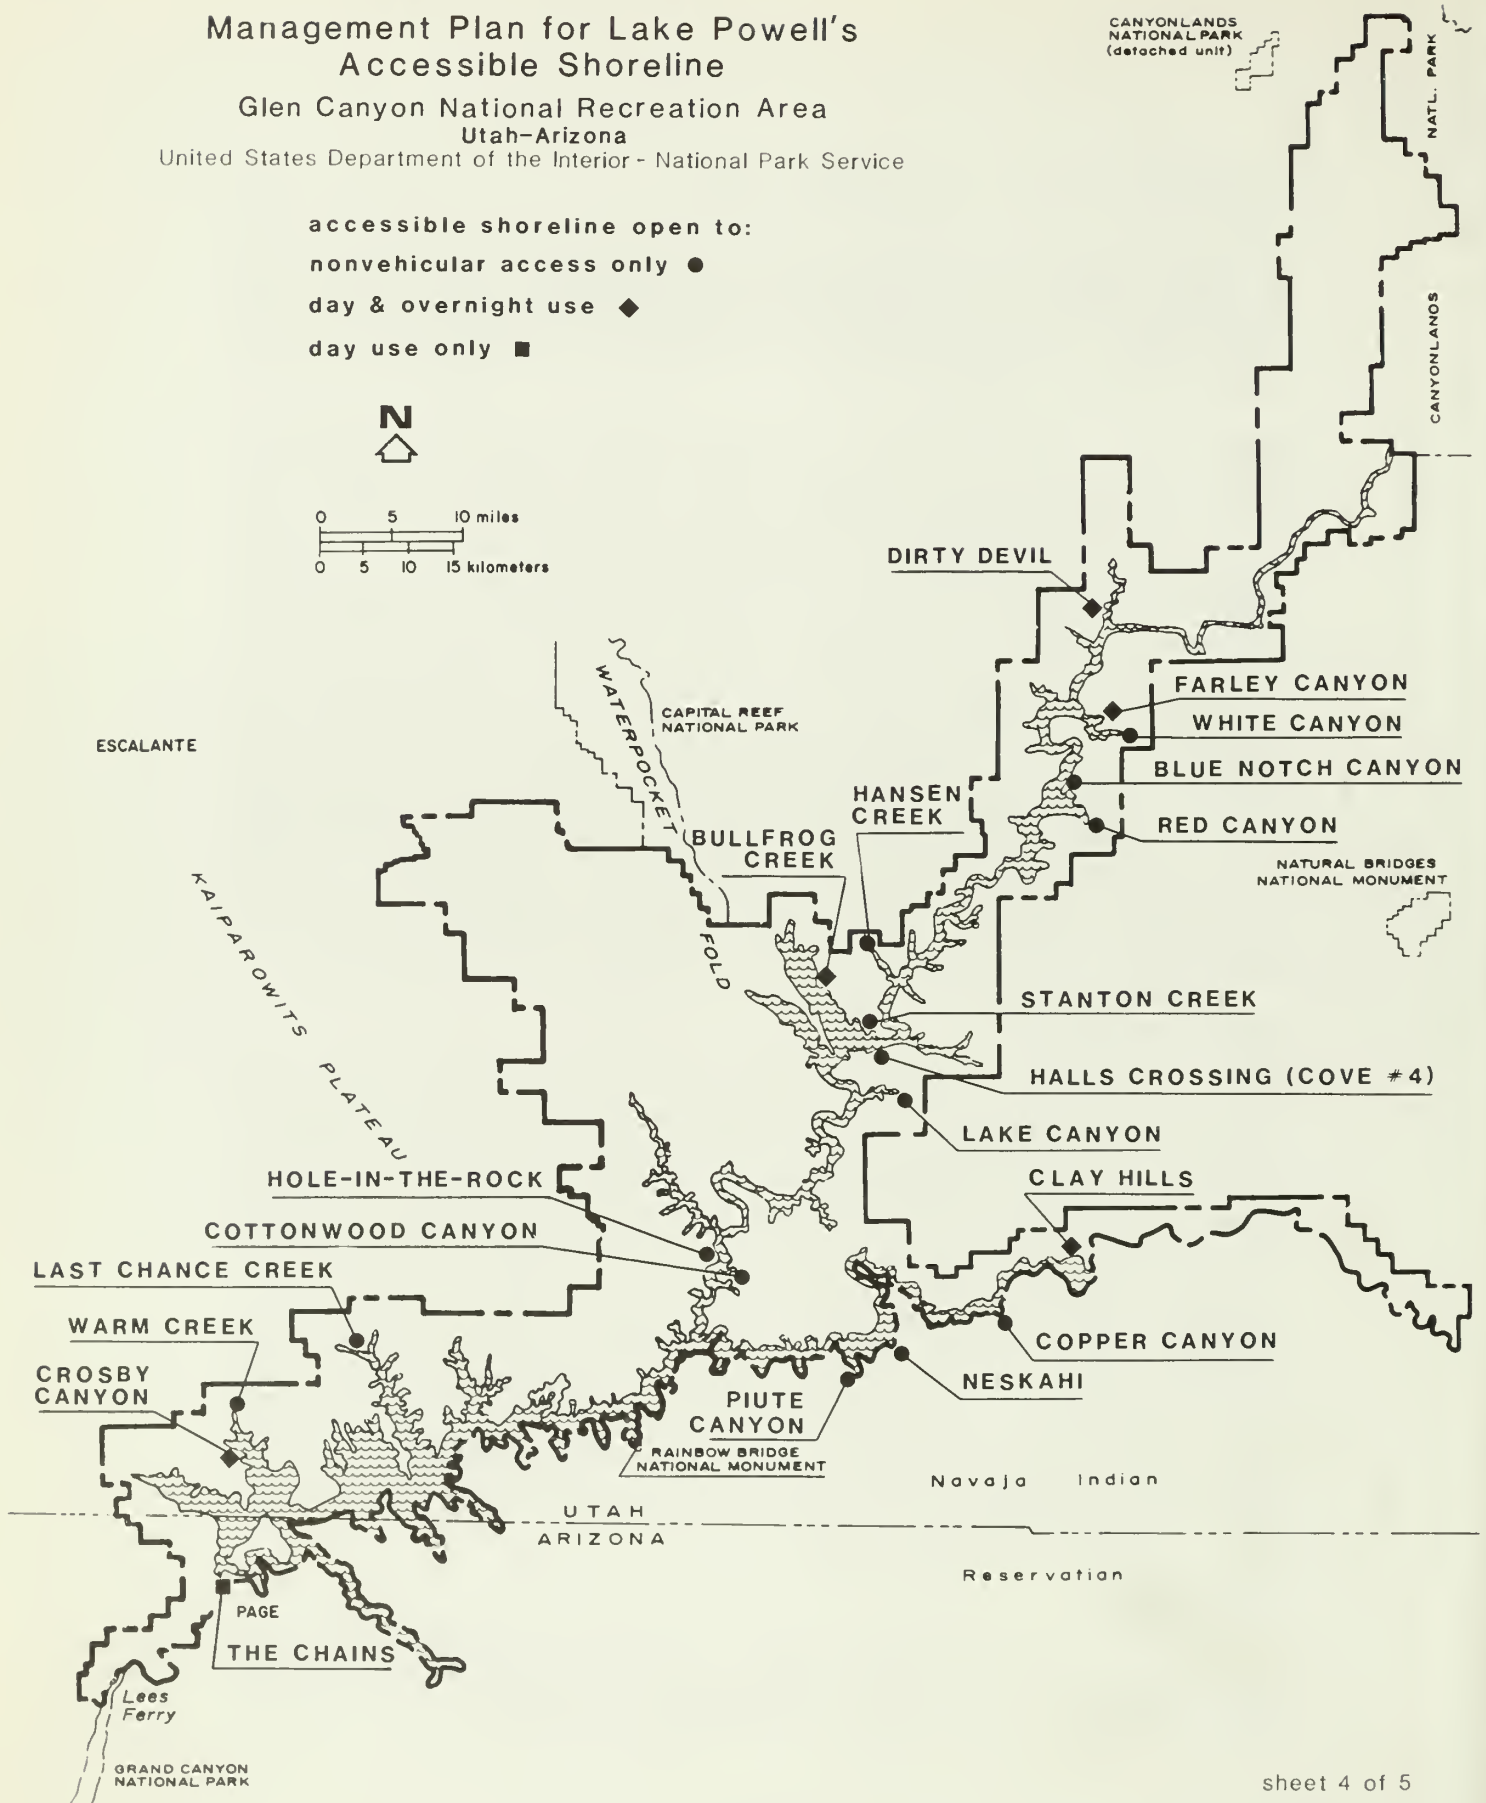 Management Plan for Lake Powell's
Accessible Shoreline
Glen Canyon National Recreation Area
Utah-Arizona
United States Department of the Interior - National Park Service
CANYONLANDS
NATIONAL PARK
(detached unit)
NATL. PARK
accessible shoreline open to:
nonvehicular access only ●
day & overnight use ◆
day use only ■
CANYONLANDS
N
0 5 10 miles
0 5 10 15 kilometers
DIRTY DEVIL
FARLEY CANYON
WHITE CANYON
WATERPOCKET
FOLD
CAPITAL REEF
NATIONAL PARK
ESCALANTE
BLUE NOTCH CANYON
HANSEN
CREEK
RED CANYON
BULLFROG
CREEK
NATURAL BRIDGES
NATIONAL MONUMENT
KAIPAROWITS PLATEAU
STANTON CREEK
HALLS CROSSING (COVE #4)
LAKE CANYON
HOLE-IN-THE-ROCK
CLAY HILLS
COTTONWOOD CANYON
LAST CHANCE CREEK
WARM CREEK
COPPER CANYON
CROSBY
CANYON
NESKAHI
PIUTE
CANYON
RAINBOW BRIDGE
NATIONAL MONUMENT
Navaja Indian
UTAH
ARIZONA
Reservatian
PAGE
THE CHAINS
Lees
Ferry
GRAND CANYON
NATIONAL PARK
sheet 4 of 5